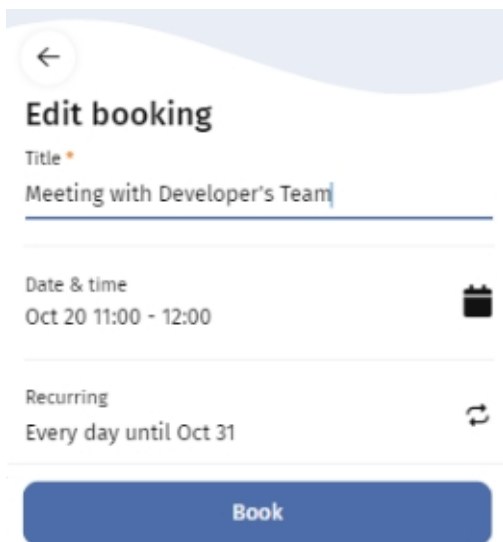 Edit booking
Title *
Meeting with Developer's Team
Date & time
Oct 20 11:00 - 12:00
Recurring
Every day until Oct 31
Book